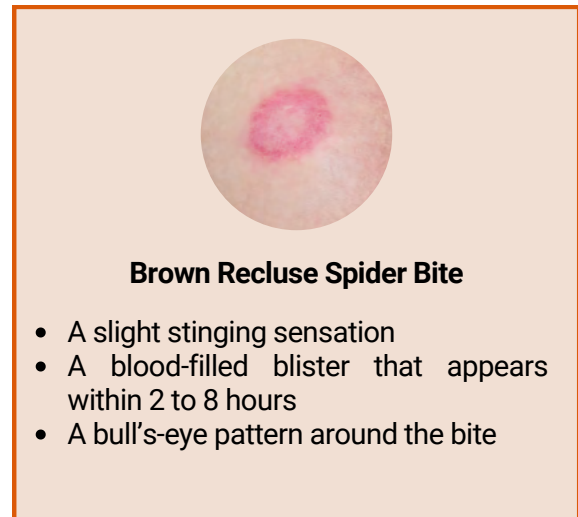 Brown Recluse Spider Bite
• A slight stinging sensation
• A blood-filled blister that appears
within 2 to 8 hours
• A bull’s-eye pattern around the bite